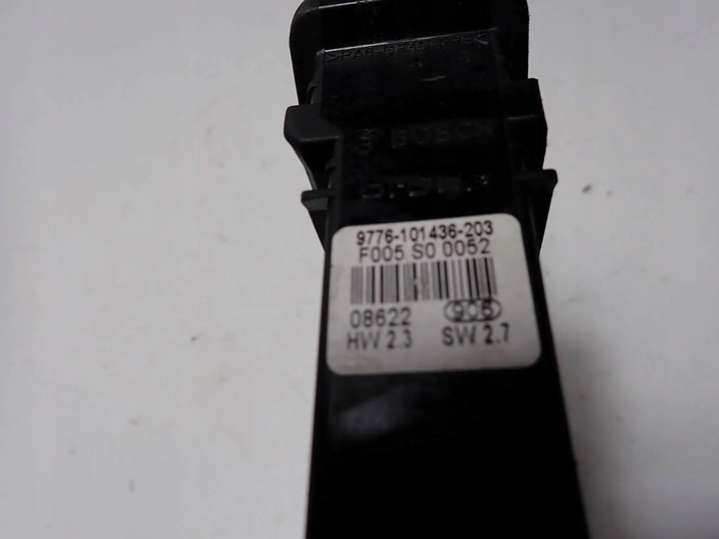 BOSCH
9776-101436-203
F005 S0 0052
08622 906
HW 2.3 SW 2.7